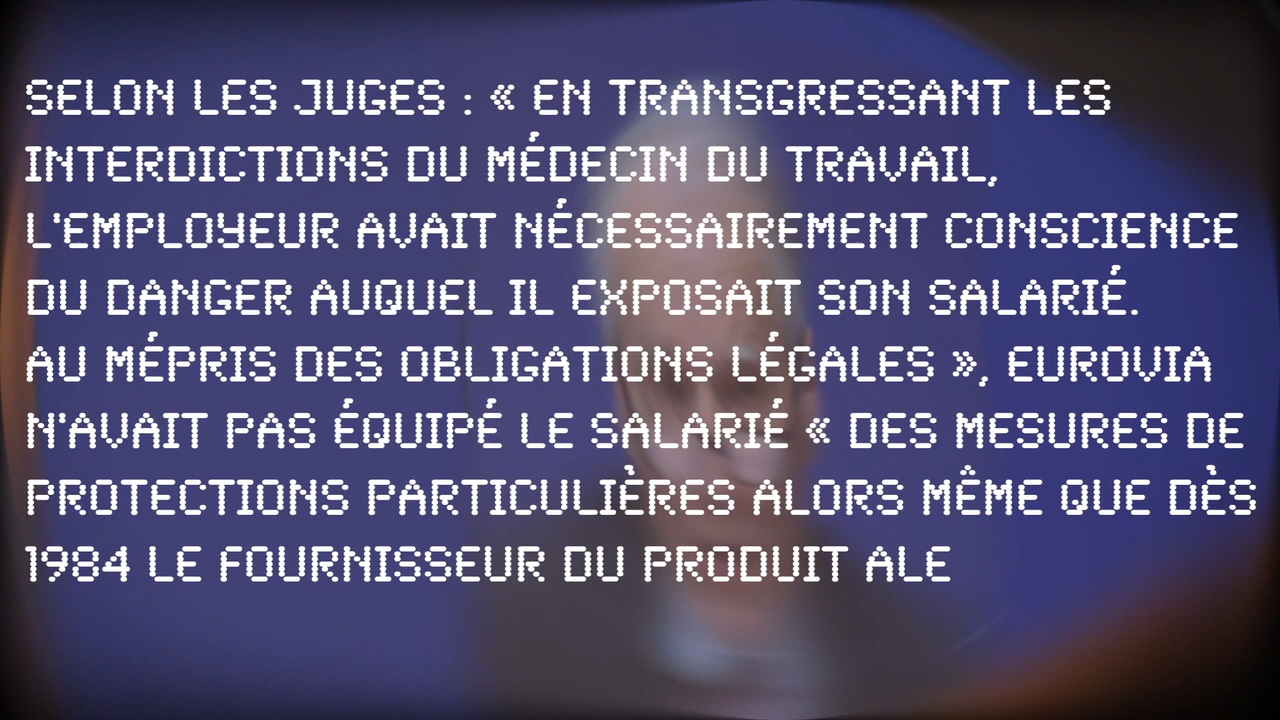 SELON LES JUGES : « EN TRANSGRESSANT LES
INTERDICTIONS DU MÉDECIN DU TRAVAIL,
L'EMPLOYEUR AVAIT NÉCESSAIREMENT CONSCIENCE
DU DANGER AUQUEL IL EXPOSAIT SON SALARIÉ.
AU MÉPRIS DES OBLIGATIONS LÉGALES », EUROVIA
N'AVAIT PAS ÉQUIPÉ LE SALARIÉ « DES MESURES DE
PROTECTIONS PARTICULIÈRES ALORS MÊME QUE DÈS
1984 LE FOURNISSEUR DU PRODUIT ALE